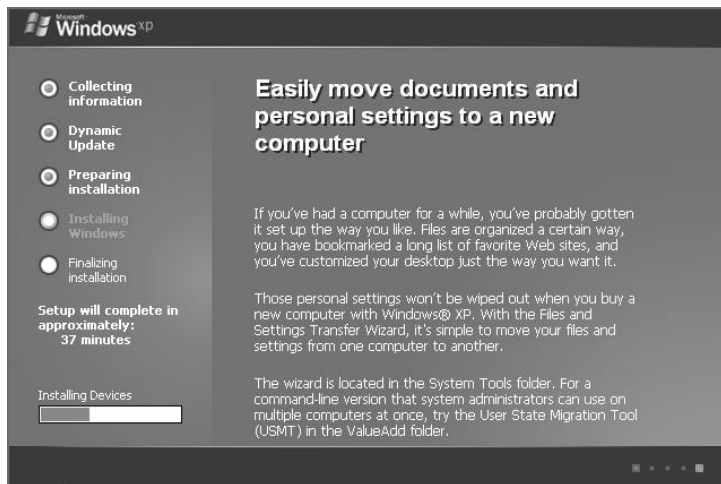 Microsoft
Windows xp
Collecting
information
Dynamic
Update
Preparing
installation
Installing
Windows
Finalizing
installation
Setup will complete in
approximately:
37 minutes
Installing Devices
Easily move documents and
personal settings to a new
computer
If you've had a computer for a while, you've probably gotten
it set up the way you like. Files are organized a certain way,
you have bookmarked a long list of favorite Web sites, and
you've customized your desktop just the way you want it.
Those personal settings won't be wiped out when you buy a
new computer with Windows® XP. With the Files and
Settings Transfer Wizard, it's simple to move your files and
settings from one computer to another.
The wizard is located in the System Tools folder. For a
command-line version that system administrators can use on
multiple computers at once, try the User State Migration Tool
(USMT) in the ValueAdd folder.